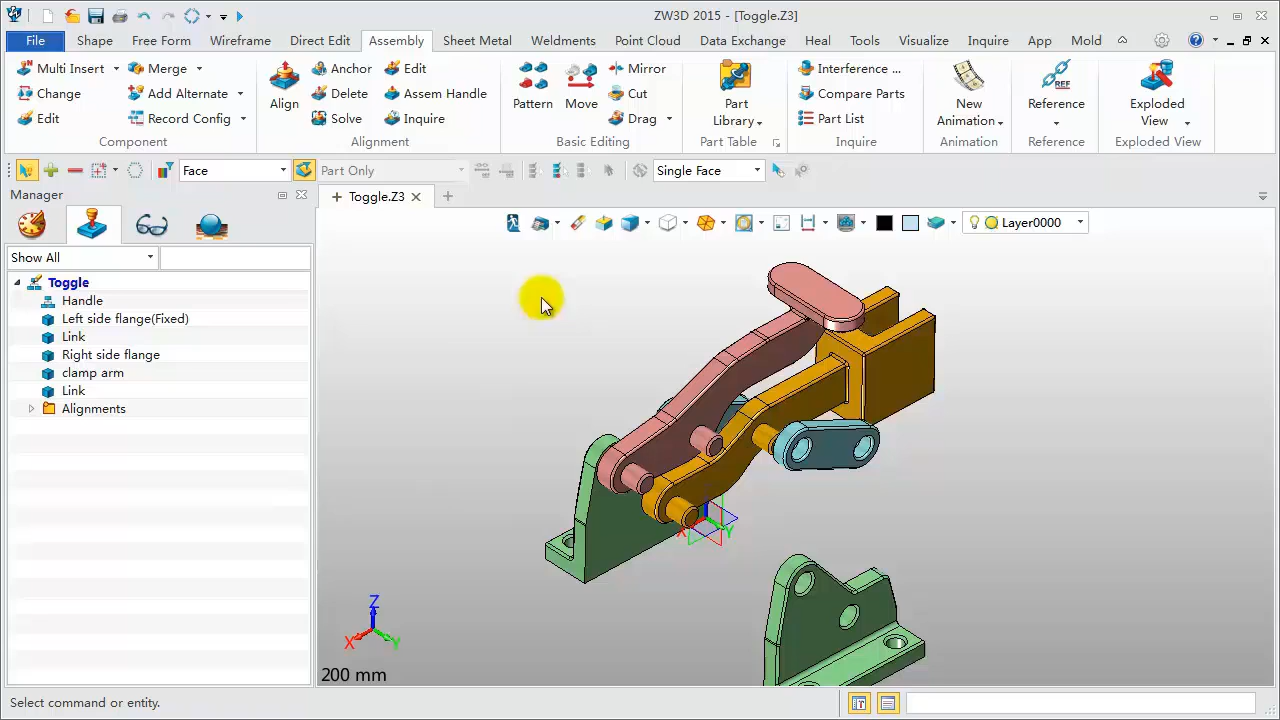 ZW3D 2015 - [Toggle.Z3]
File Shape Free Form Wireframe Direct Edit Assembly Sheet Metal Weldments Point Cloud Data Exchange Heal Tools Visualize Inquire App Mold
Multi Insert Merge Anchor Edit Mirror Interference ...
Change Add Alternate Delete Assem Handle Cut Compare Parts
Edit Record Config Solve Inquire Drag Part List
Align Pattern Move Part Library New Animation Reference Exploded View
REF
Component Alignment Basic Editing Part Table Inquire Animation Reference Exploded View
Face Part Only Single Face
Manager
Toggle.Z3
Layer0000
Show All
Toggle
Handle
Left side flange(Fixed)
Link
Right side flange
clamp arm
Link
Alignments
X Y
Z
X Y
200 mm
Select command or entity.